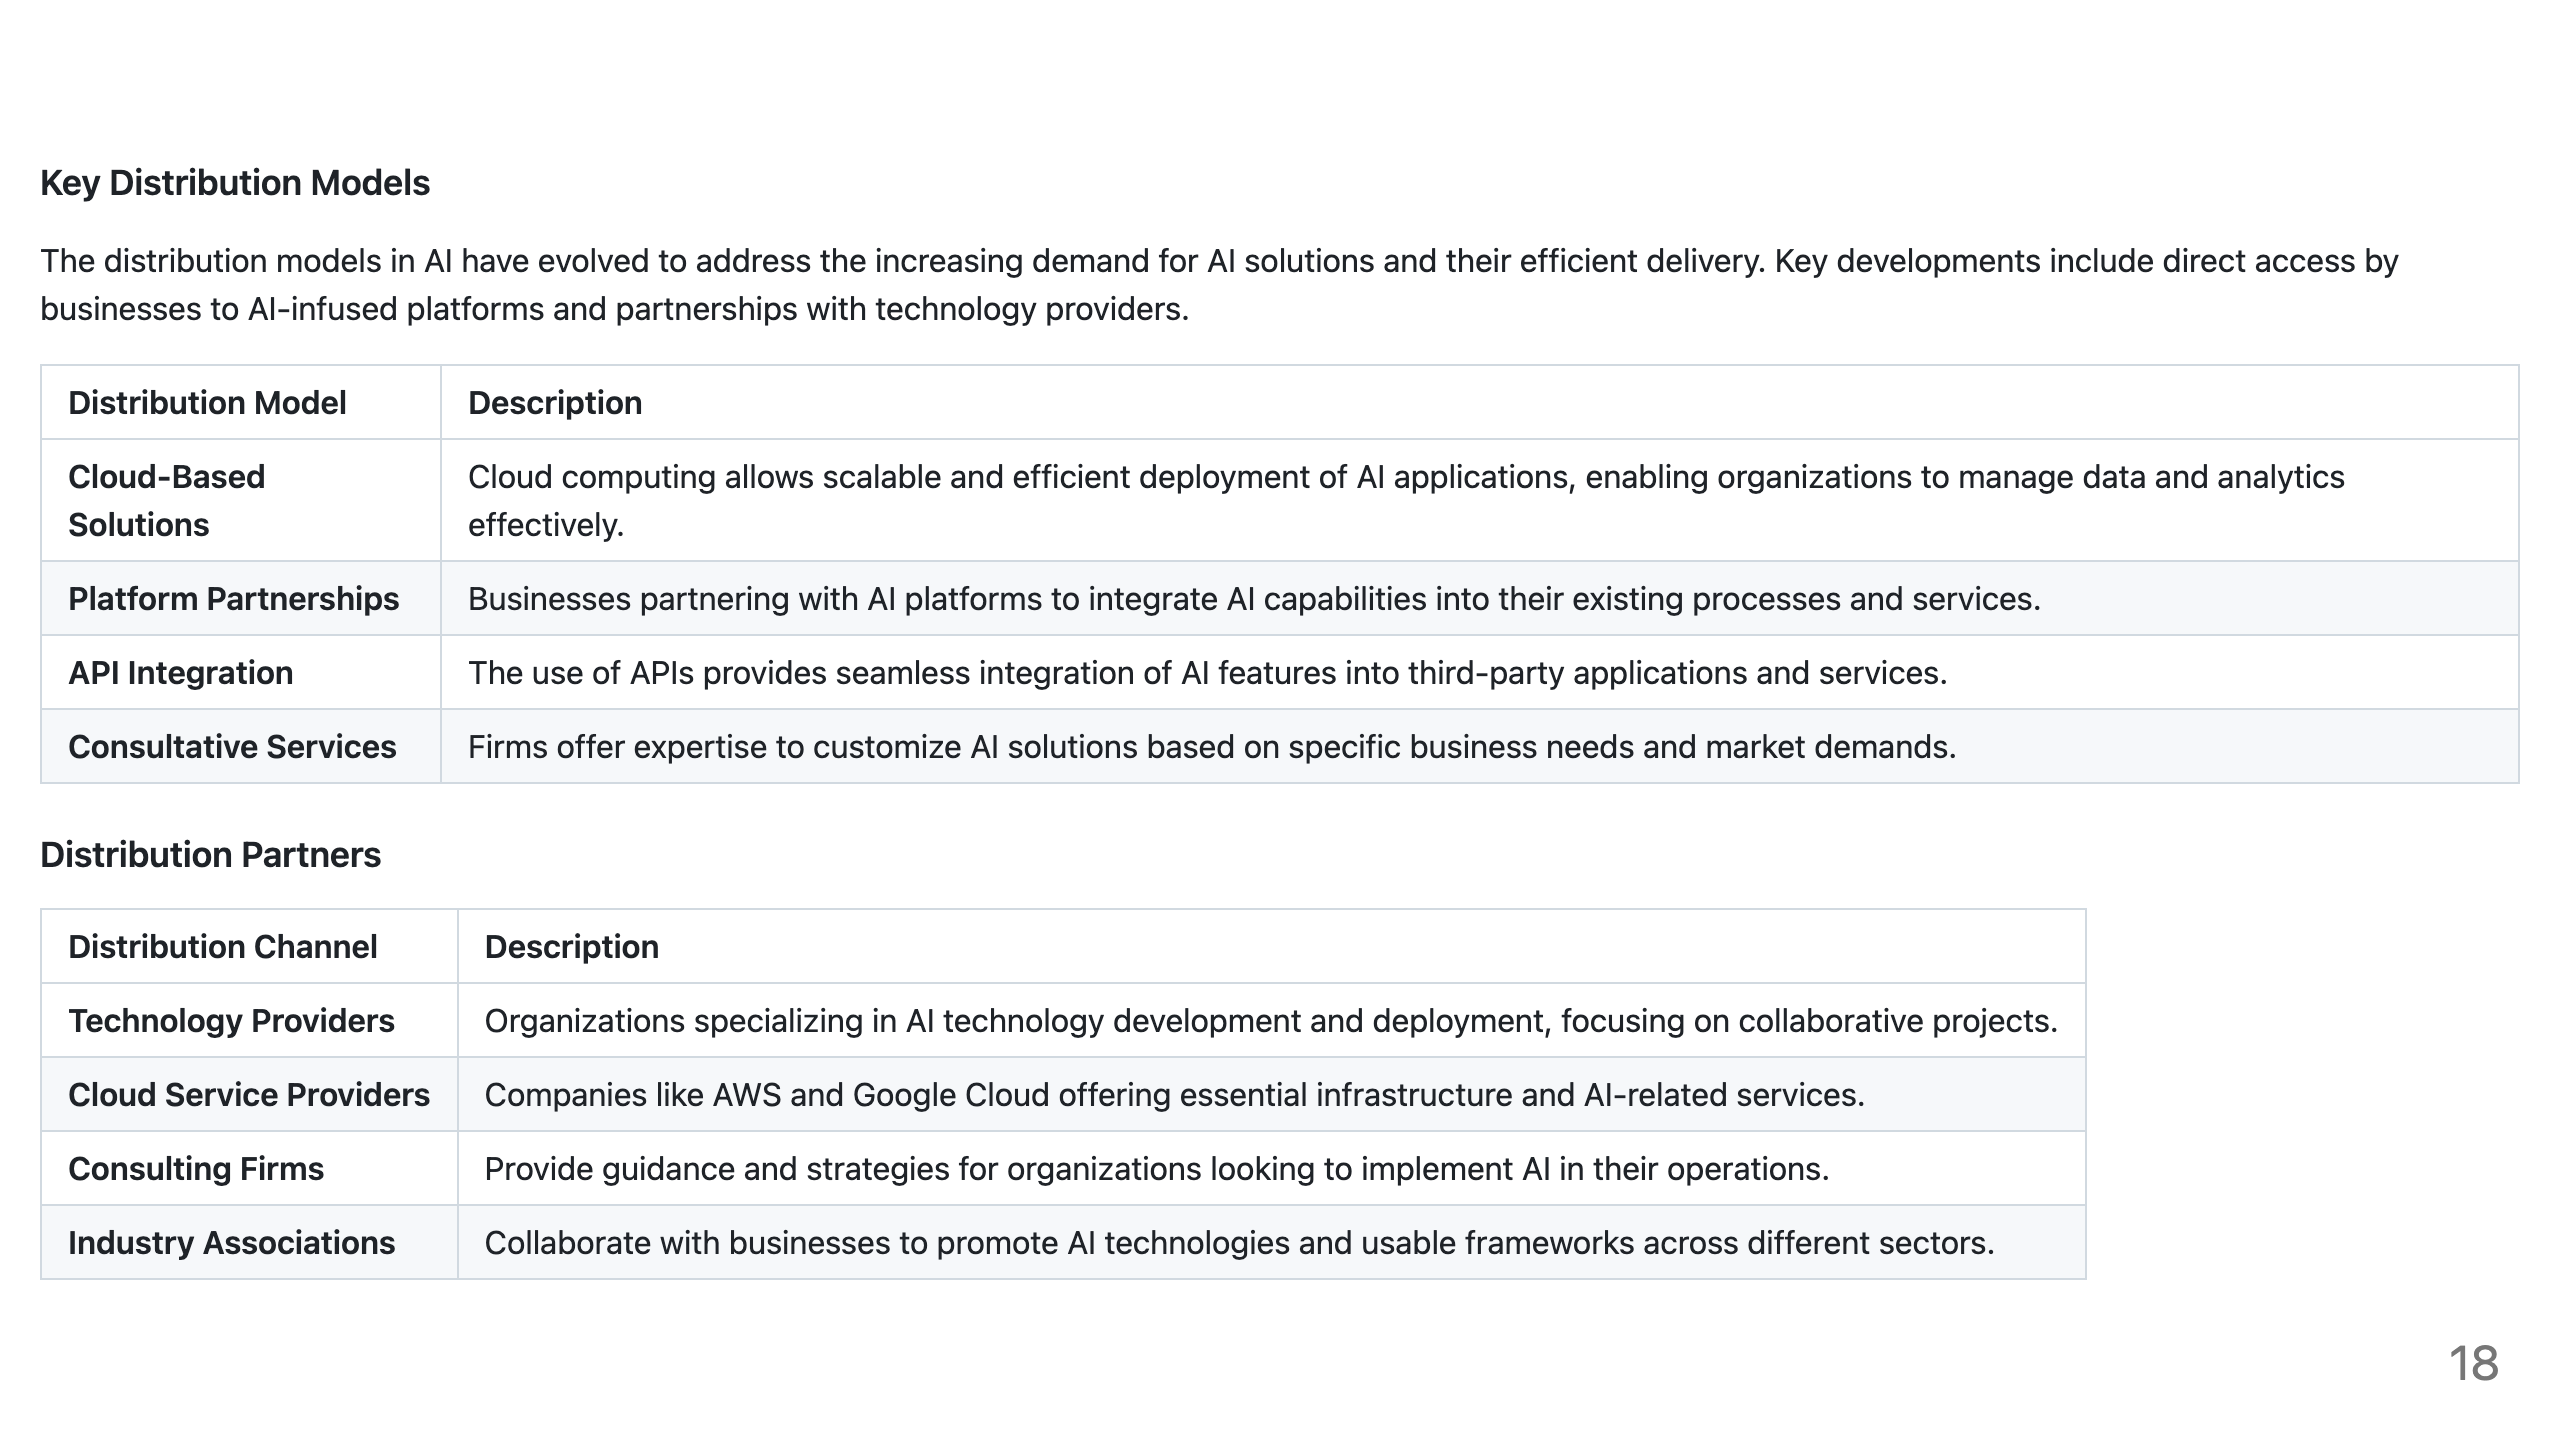 Key Distribution Models
The distribution models in AI have evolved to address the increasing demand for AI solutions and their efficient delivery. Key developments include direct access by
businesses to AI-infused platforms and partnerships with technology providers.
Distribution Model Description
Cloud-Based Solutions Cloud computing allows scalable and efficient deployment of AI applications, enabling organizations to manage data and analytics effectively.
Platform Partnerships Businesses partnering with AI platforms to integrate AI capabilities into their existing processes and services.
API Integration The use of APIs provides seamless integration of AI features into third-party applications and services.
Consultative Services Firms offer expertise to customize AI solutions based on specific business needs and market demands.
Distribution Partners
Distribution Channel Description
Technology Providers Organizations specializing in AI technology development and deployment, focusing on collaborative projects.
Cloud Service Providers Companies like AWS and Google Cloud offering essential infrastructure and AI-related services.
Consulting Firms Provide guidance and strategies for organizations looking to implement AI in their operations.
Industry Associations Collaborate with businesses to promote AI technologies and usable frameworks across different sectors.
18